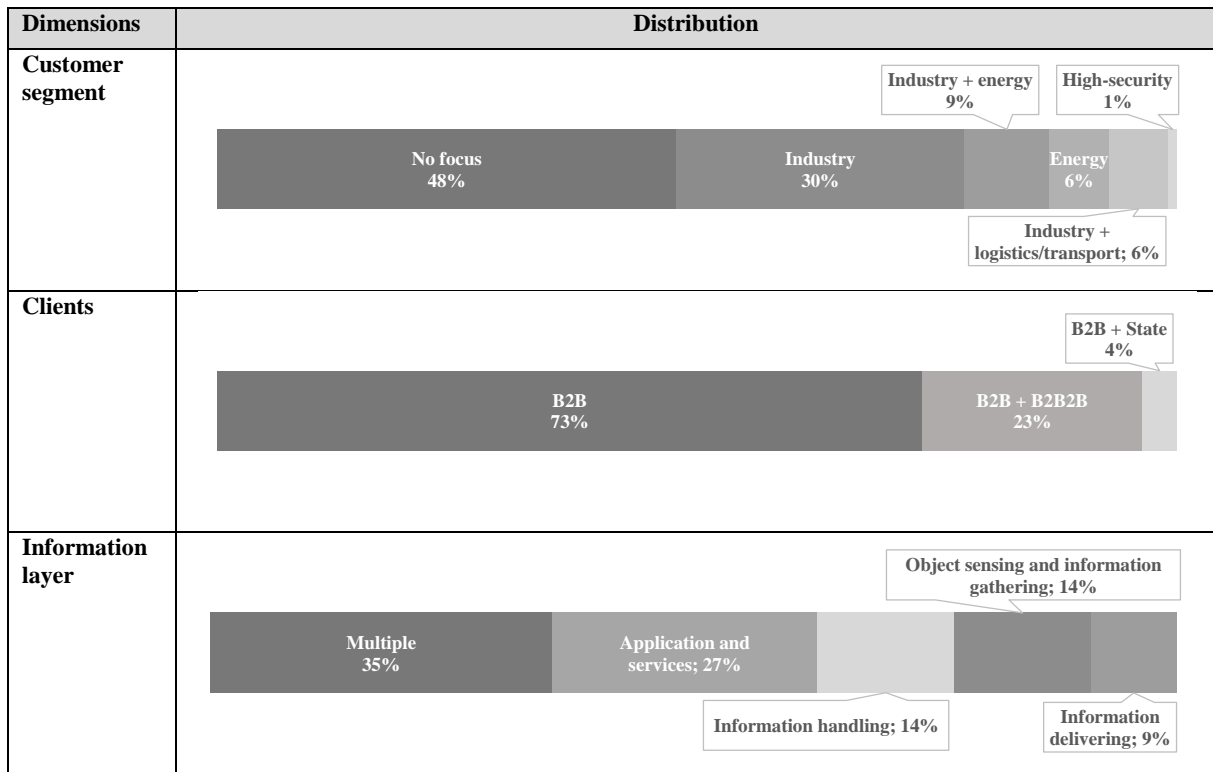 Dimensions
Distribution
Customer
segment
Industry + energy
9%
High-security
1%
No focus
48%
Industry
30%
Energy
6%
Industry +
logistics/transport; 6%
Clients
B2B + State
4%
B2B
73%
B2B + B2B2B
23%
Information
layer
Object sensing and information
gathering; 14%
Multiple
35%
Application and
services; 27%
Information handling; 14%
Information
delivering; 9%